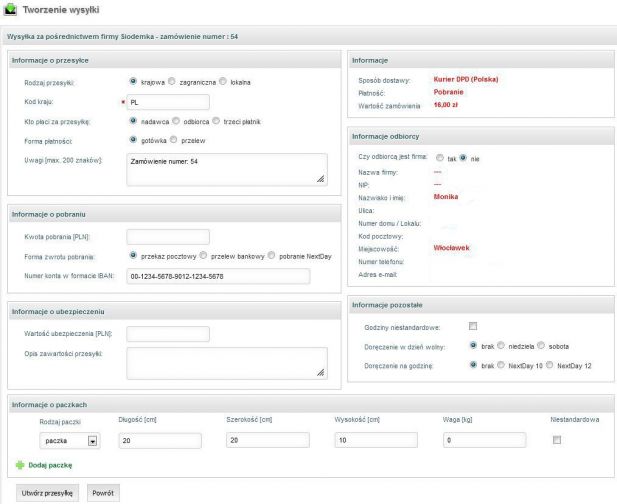 Tworzenie wysyłki
Wysyłka za pośrednictwem firmy Siodemka - zamówienie numer : 54
Informacje o przesyłce
Rodzaj przesyłki: krajowa zagraniczna lokalna
Kod kraju: * PL
Kto płaci za przesyłkę: nadawca odbiorca trzeci płatnik
Forma płatności: gotówka przelew
Uwagi [max. 200 znaków]: Zamówienie numer: 54
Informacje o pobraniu
Kwota pobrania [PLN]:
Forma zwrotu pobrania: przekaz pocztowy przelew bankowy pobranie NextDay
Numer konta w formacie IBAN: 00-1234-5678-9012-1234-5678
Informacje o ubezpieczeniu
Wartość ubezpieczenia [PLN]:
Opis zawartości przesyłki:
Informacje
Sposób dostawy: Kurier DPD (Polska)
Płatność: Pobranie
Wartość zamówienia 16,00 zł
Informacje odbiorcy
Czy odbiorcą jest firma: tak nie
Nazwa firmy: ---
NIP: ---
Nazwisko i imię: Monika
Ulica:
Numer domu / Lokalu:
Kod pocztowy:
Miejscowość: Włocławek
Numer telefonu:
Adres e-mail:
Informacje pozostałe
Godziny niestandardowe:
Doręczenie w dzień wolny: brak niedziela sobota
Doręczenie na godzinę: brak NextDay 10 NextDay 12
Informacje o paczkach
Rodzaj paczki Długość [cm] Szerokość [cm] Wysokość [cm] Waga [kg] Niestandardowa
paczka 20 20 10 0
Dodaj paczkę
Utwórz przesyłkę Powrót